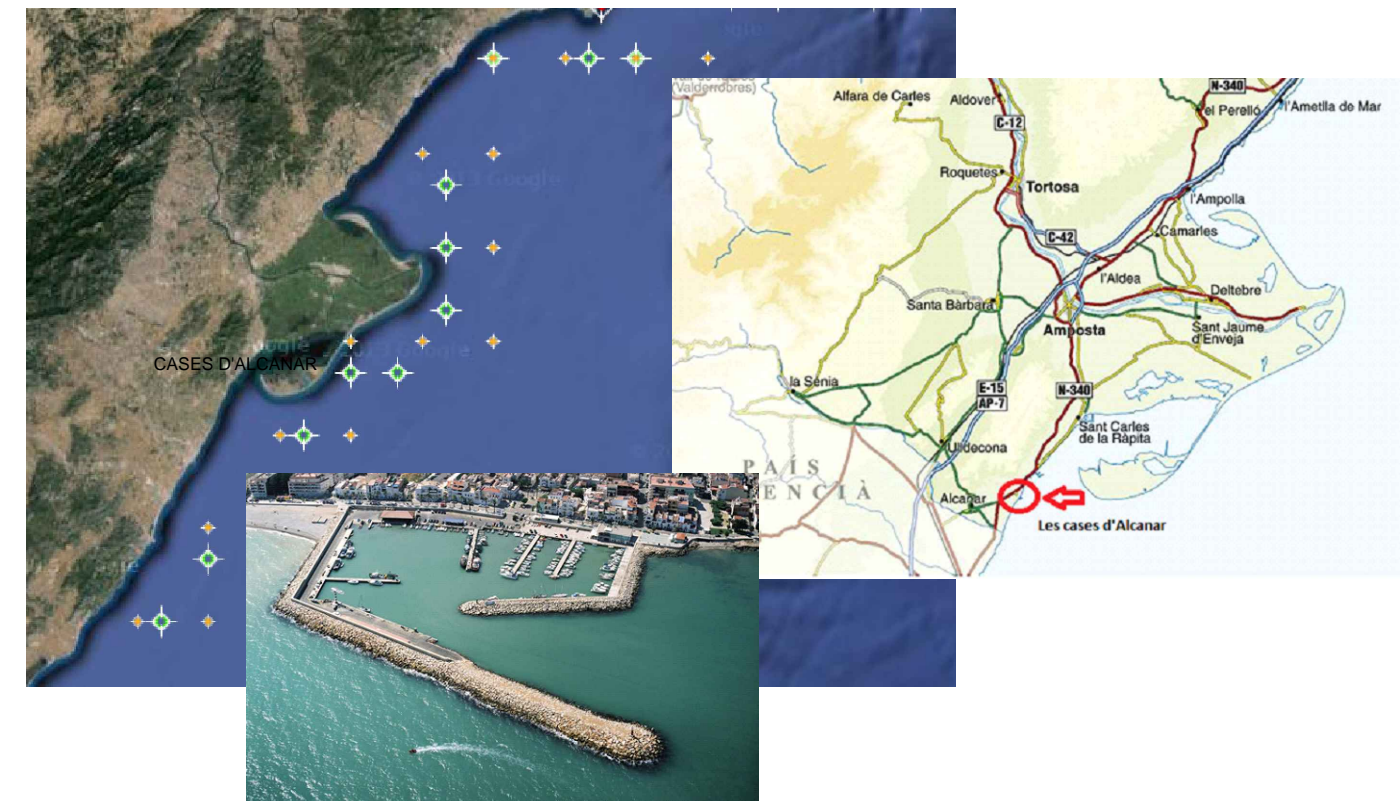 CASES D'ALCANAR
(Valderrobres)
Alfara de Carles
Aldover
C-12
N-340
el Perelló
l'Ametlla de Mar
Roquetes
Tortosa
l'Ampolla
C-42
Camarles
l'Aldea
Deltebre
Santa Bàrbara
Amposta
Sant Jaume
d'Enveja
la Sénia
E-15
AP-7
N-340
Sant Carles
de la Ràpita
Ulldecona
PAÍS
ENCIÀ
Alcanar
Les cases d'Alcanar